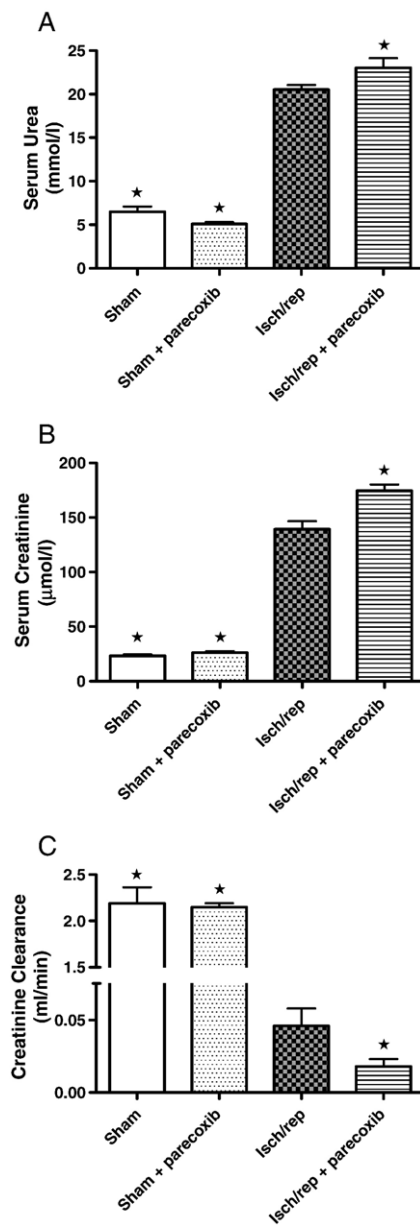 A
Serum Urea
(mmol/l)
25
20
15
10
5
0
★
★
★
Sham
Sham + parecoxib
Isch/rep
Isch/rep + parecoxib
B
Serum Creatinine
(μmol/l)
200
150
100
50
0
★
★
★
Sham
Sham + parecoxib
Isch/rep
Isch/rep + parecoxib
C
Creatinine Clearance
(ml/min)
2.5
2.0
1.5
0.05
0.00
★
★
★
Sham
Sham + parecoxib
Isch/rep
Isch/rep + parecoxib